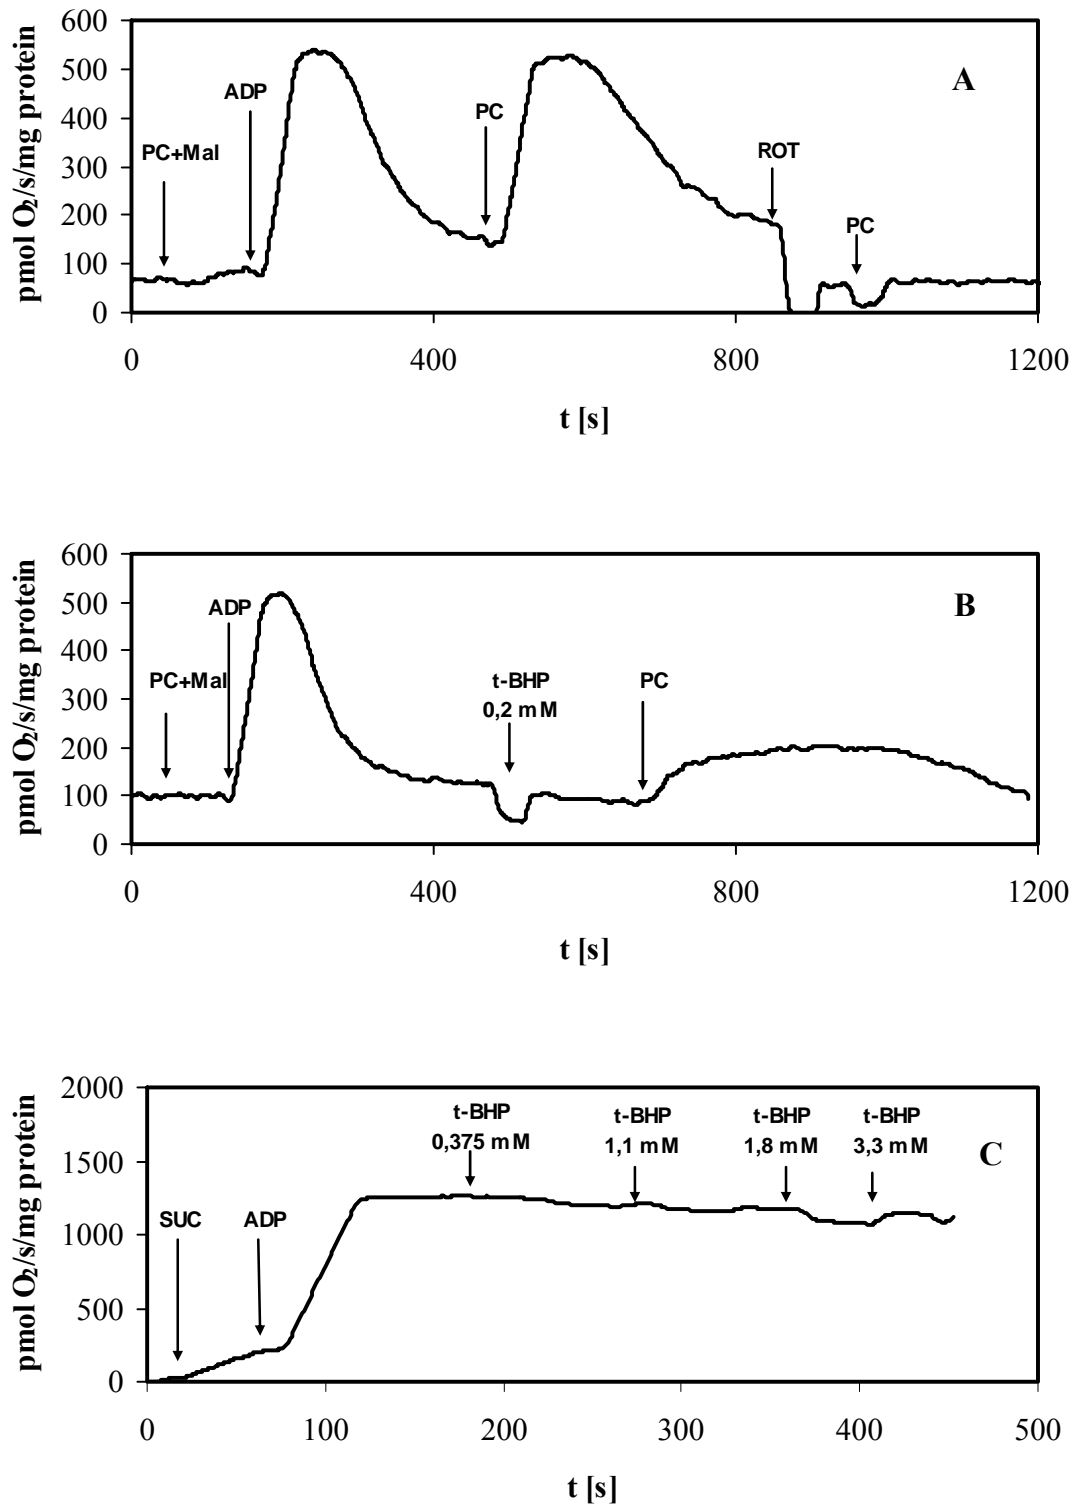 600
500
400
300
200
100
0
pmol O2/s/mg protein
A
ADP
PC
PC+Mal
ROT
PC
0 400 800 1200
t [s]
600
500
400
300
200
100
0
pmol O2/s/mg protein
B
ADP
PC+Mal
t-BHP
0,2 mM
PC
0 400 800 1200
t [s]
2000
1500
1000
500
0
pmol O2/s/mg protein
t-BHP
0,375 mM
t-BHP
1,1 mM
t-BHP
1,8 mM
t-BHP
3,3 mM
C
SUC
ADP
0 100 200 300 400 500
t [s]